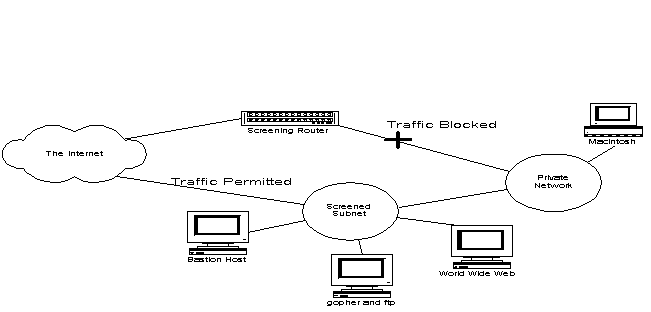 Traffic Blocked
Screening Router
Macintosh
The Internet
Private
Network
Traffic Permitted
Screened
Subnet
Bastion Host
World Wide Web
gopher and ftp